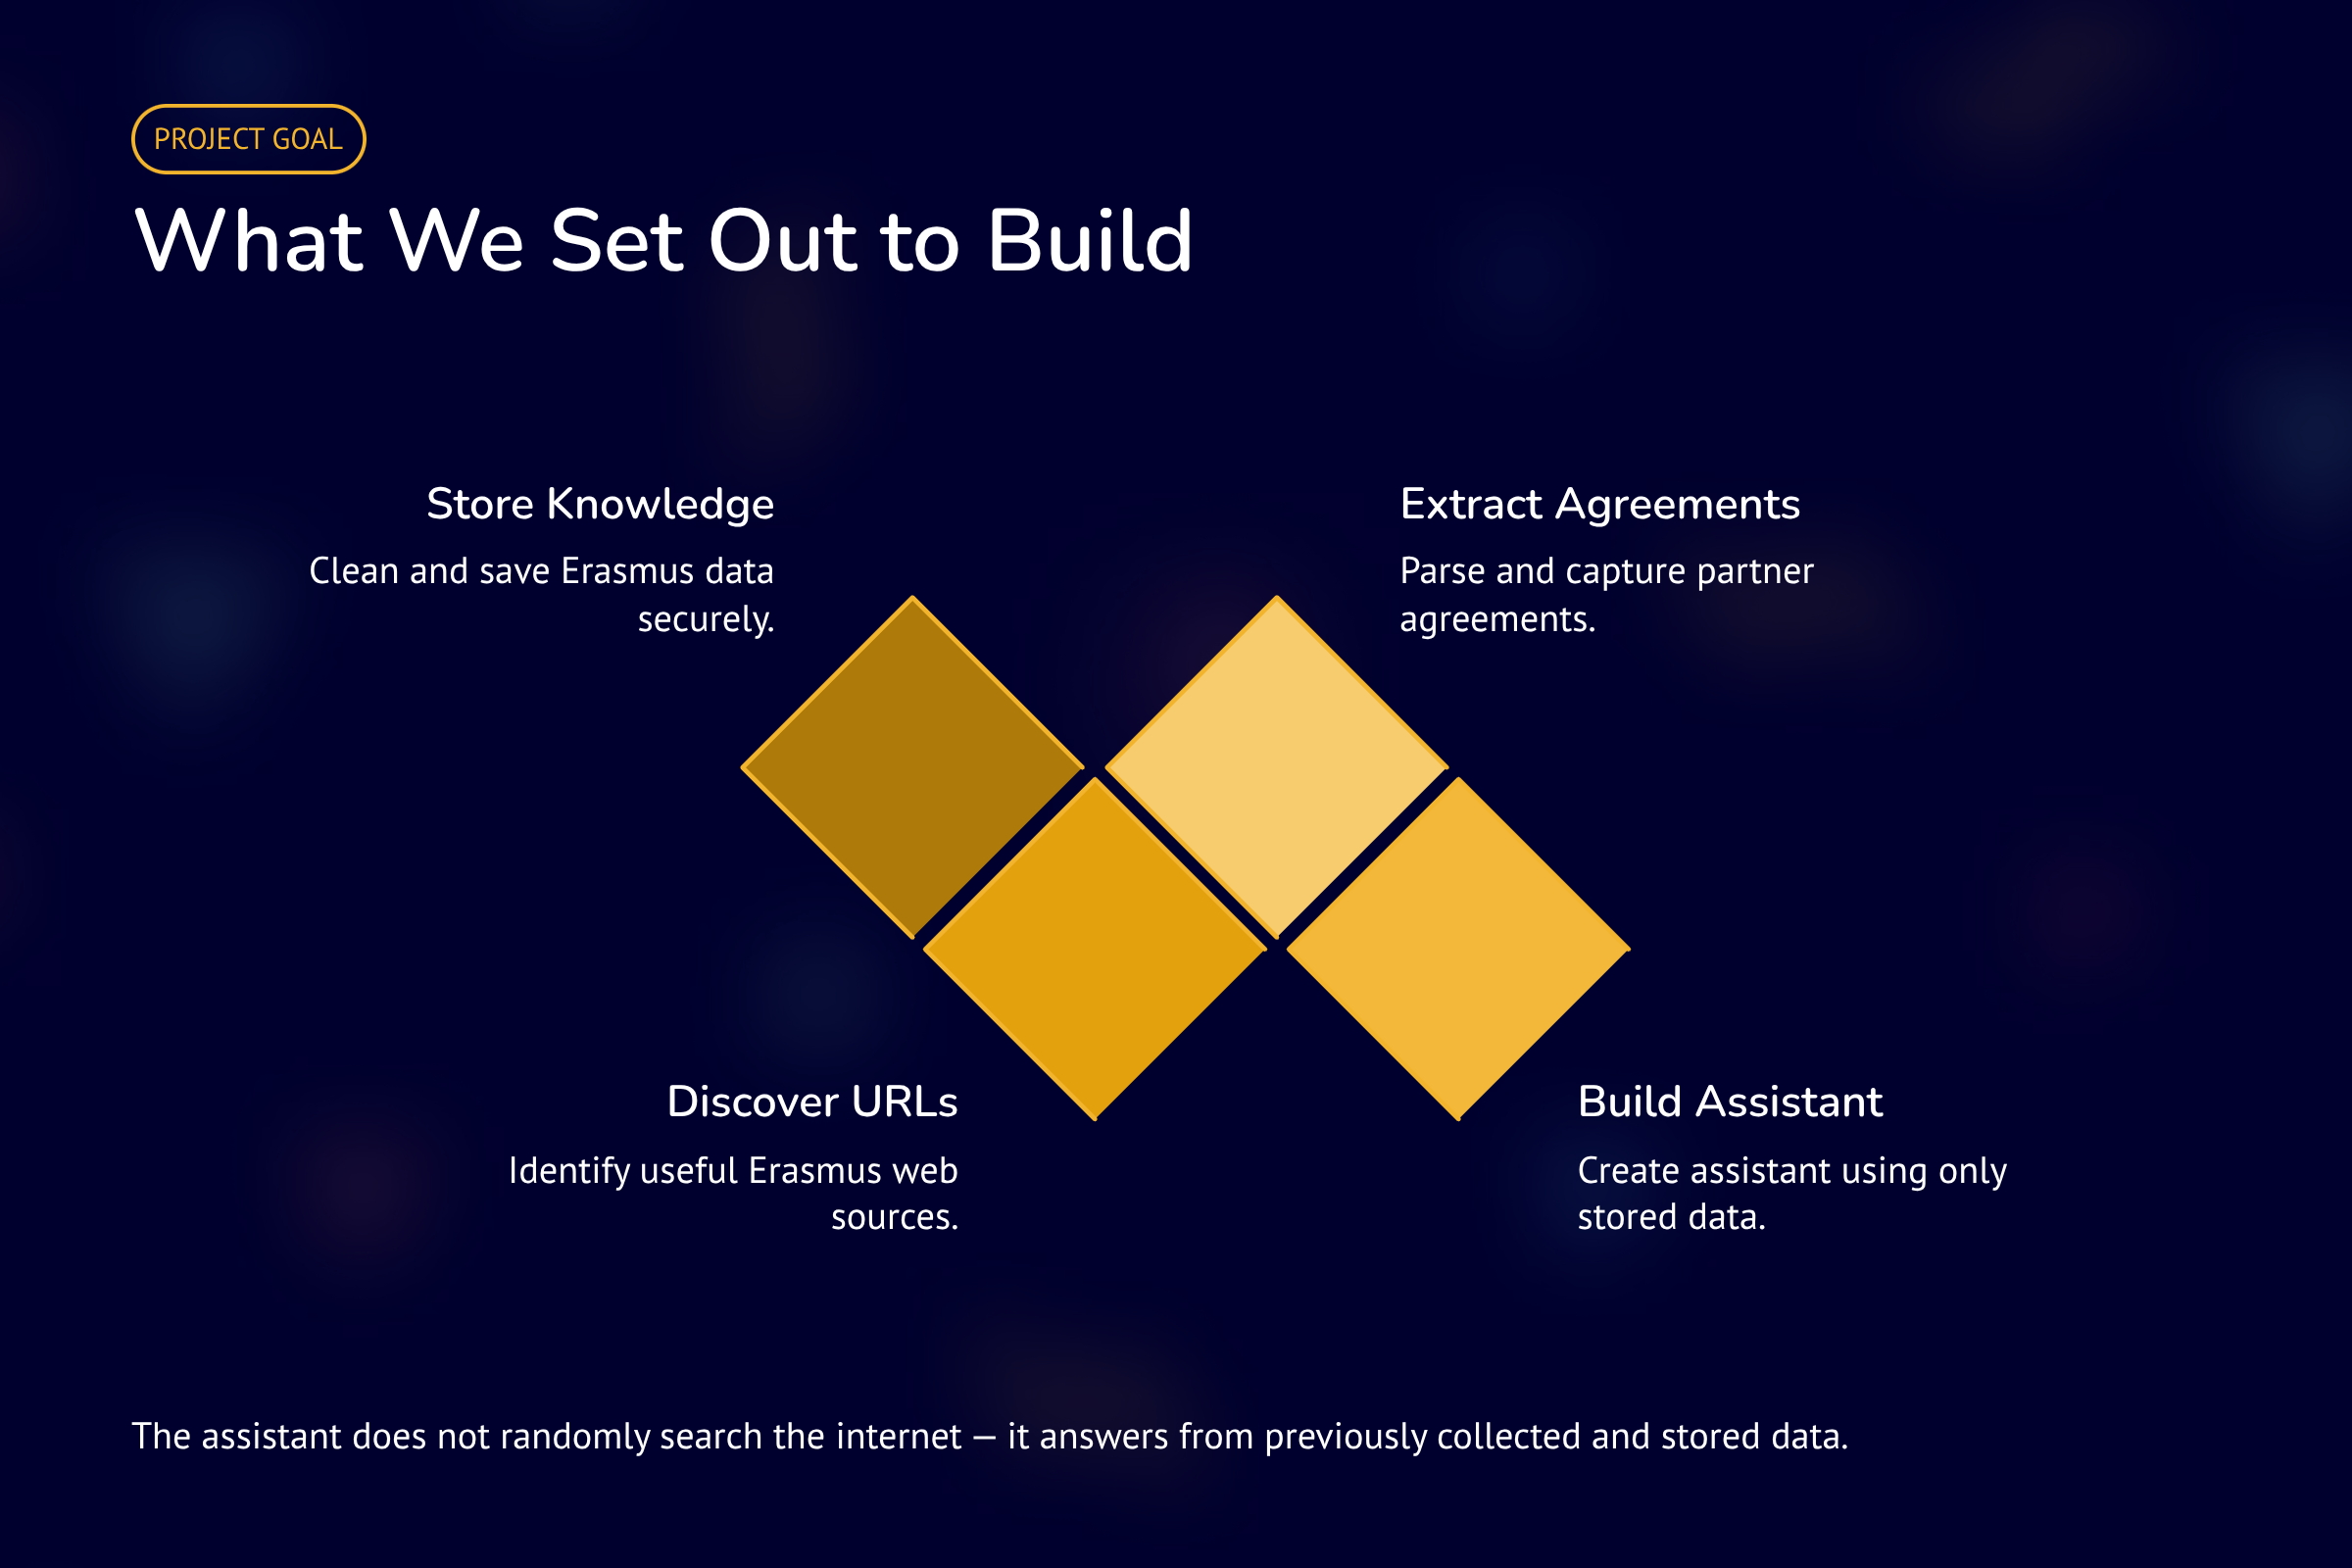 PROJECT GOAL
What We Set Out to Build
Store Knowledge
Clean and save Erasmus data
securely.
Extract Agreements
Parse and capture partner
agreements.
Discover URLs
Identify useful Erasmus web
sources.
Build Assistant
Create assistant using only
stored data.
The assistant does not randomly search the internet — it answers from previously collected and stored data.